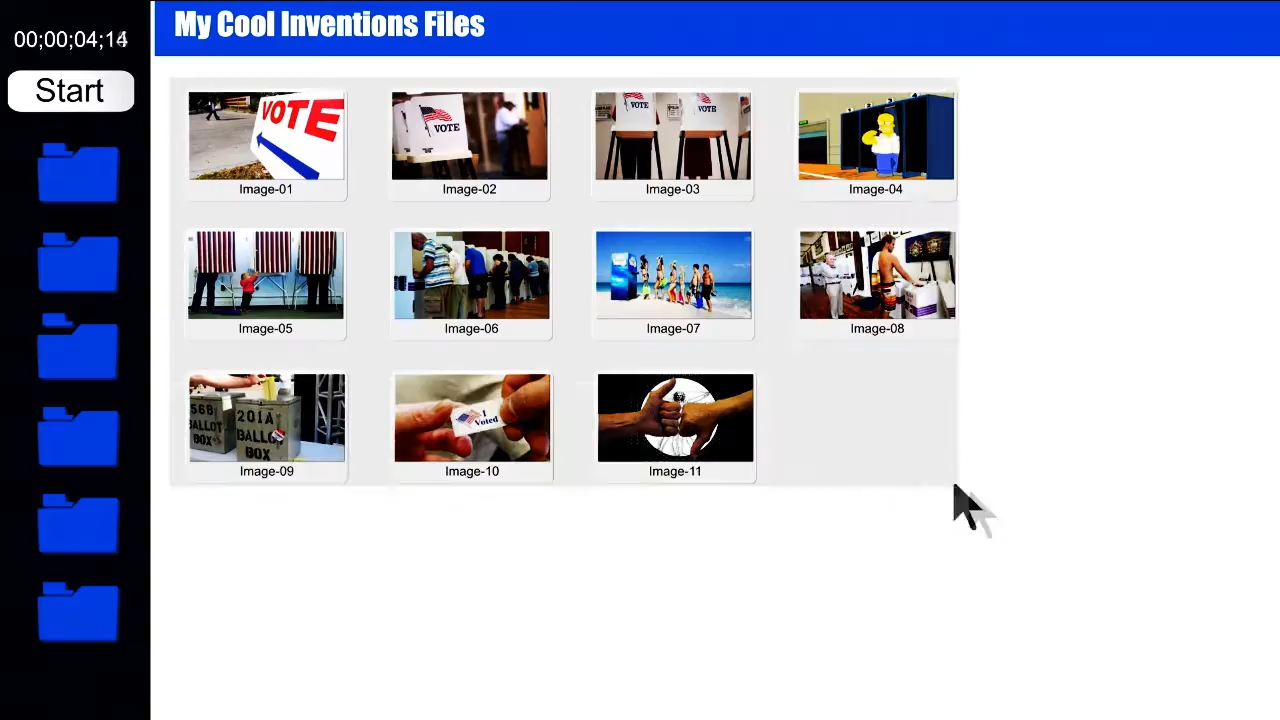 My Cool Inventions Files
00;00;04;14
Start
VOTE
VOTE
VOTE
VOTE
Image-01
Image-02
Image-03
Image-04
Image-05
Image-06
Image-07
Image-08
56B
BALLOT
BOX
201A
BALLO
BOX
I
Voted
Image-09
Image-10
Image-11